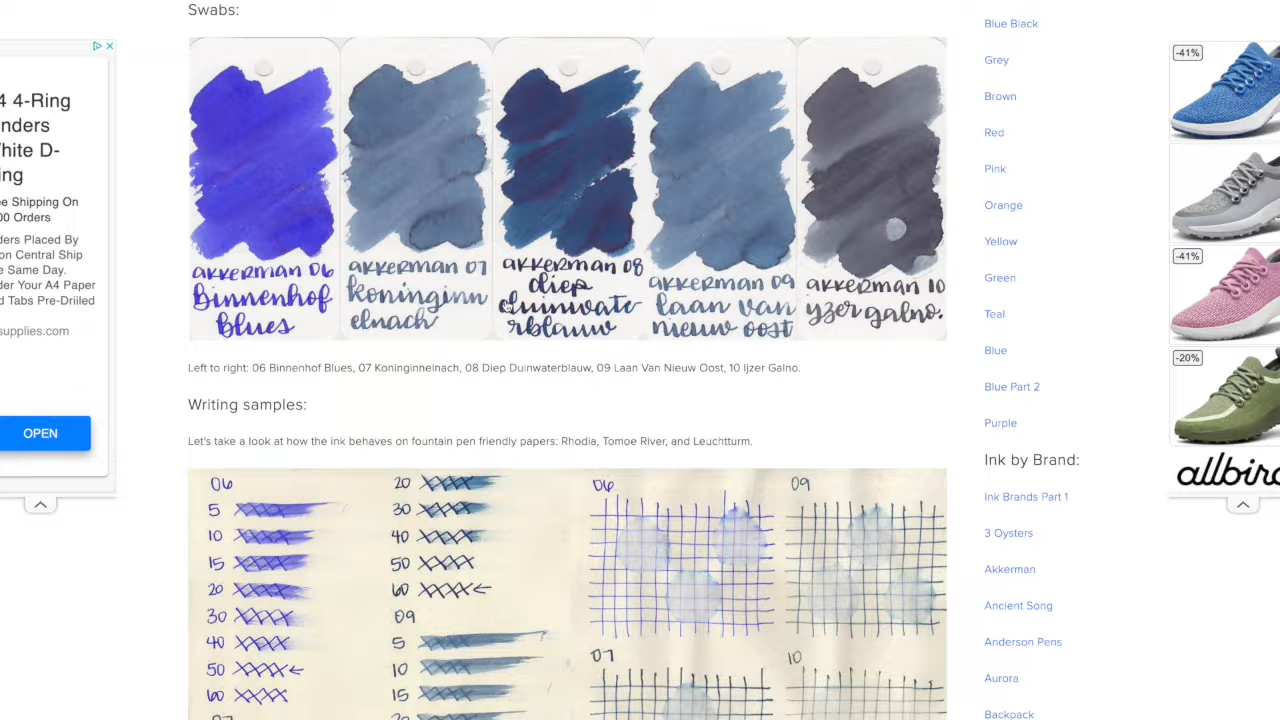 Swabs:
4 4-Ring
nders
hite D-
ng
e Shipping On
00 Orders
ders Placed By
on Central Ship
e Same Day.
der Your A4 Paper
d Tabs Pre-Drilled
supplies.com
OPEN
akkerman 06
Binnenhof
blues
akkerman 07
koninginn
elnach
akkerman 08
diep
duinwate
rblauw
akkerman 09
laan van
nieuw oost
akkerman 10
yzer galno.
Left to right: 06 Binnenhof Blues, 07 KoninginneInach, 08 Diep Duinwaterblauw, 09 Laan Van Nieuw Oost, 10 Ijzer Galno.
Writing samples:
Let's take a look at how the ink behaves on fountain pen friendly papers: Rhodia, Tomoe River, and Leuchtturm.
06
5
10
15
20
30
40
50
60
20
30
40
50
60
09
5
10
15
06
09
07
10
Blue Black
Grey
Brown
Red
Pink
Orange
Yellow
Green
Teal
Blue
Blue Part 2
Purple
Ink by Brand:
Ink Brands Part 1
3 Oysters
Akkerman
Ancient Song
Anderson Pens
Aurora
Backpack
-41%
-41%
-20%
allbir